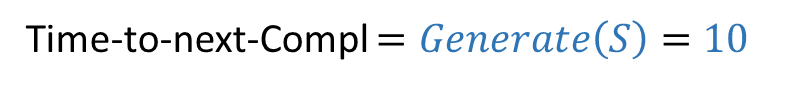 Time-to-next-Compl = Generate(S) = 10